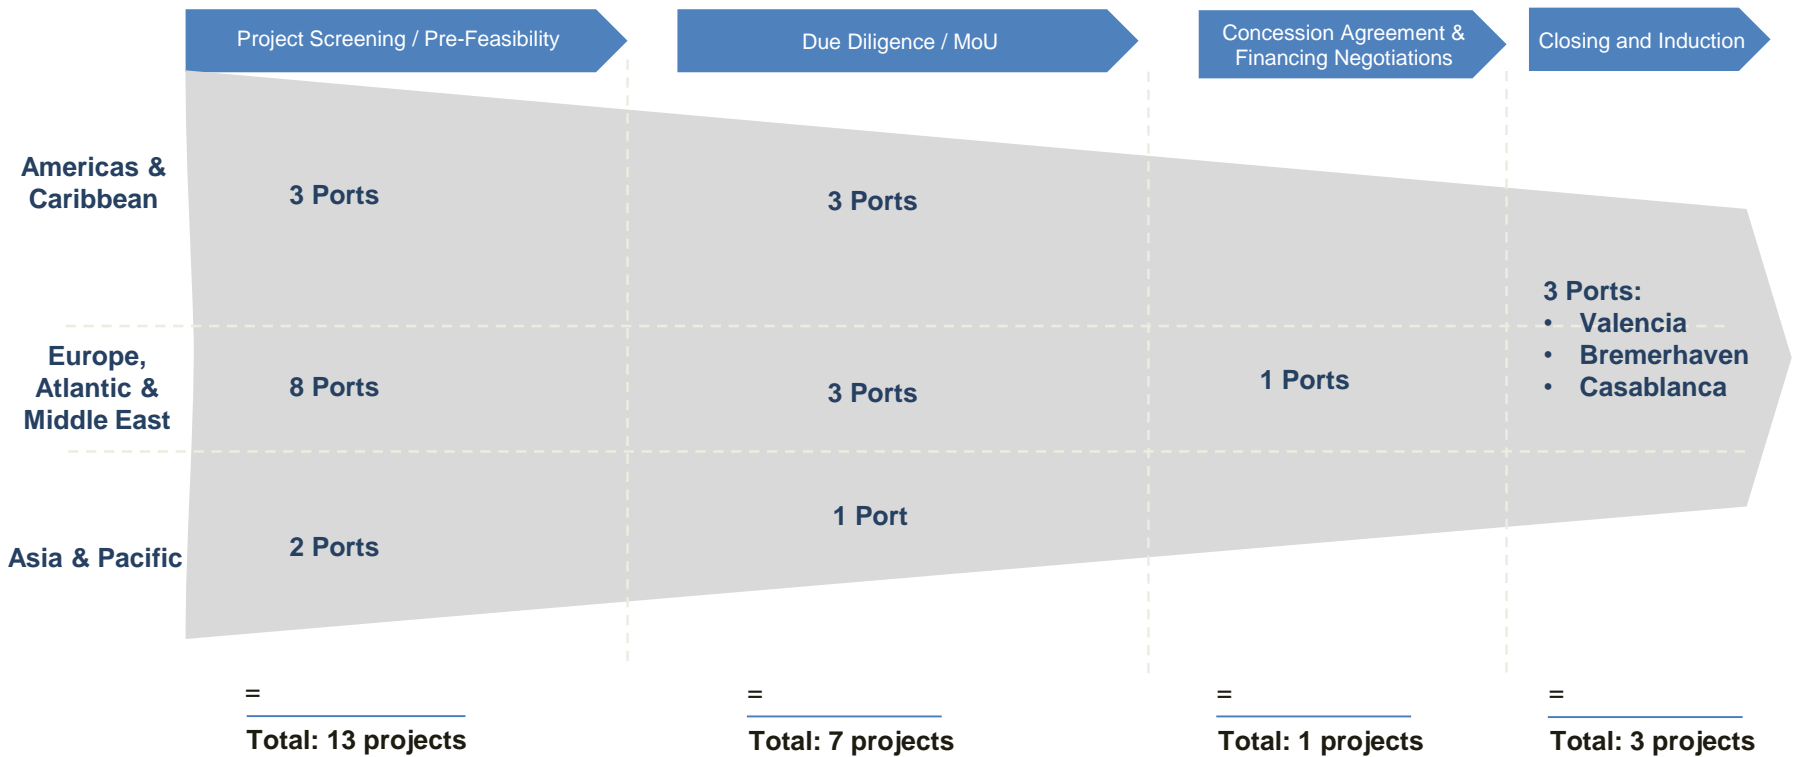 Project Screening / Pre-Feasibility
Due Diligence / MoU
Concession Agreement &
Financing Negotiations
Closing and Induction
Americas &
Caribbean
3 Ports
3 Ports
Europe,
Atlantic &
Middle East
8 Ports
3 Ports
1 Ports
3 Ports:
• Valencia
• Bremerhaven
• Casablanca
Asia & Pacific
2 Ports
1 Port
=
Total: 13 projects
=
Total: 7 projects
=
Total: 1 projects
=
Total: 3 projects